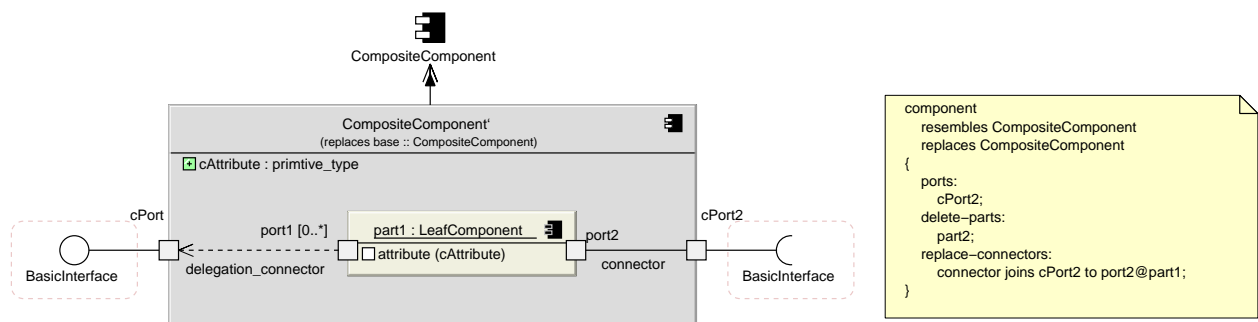 CompositeComponent
CompositeComponent‘
(replaces base :: CompositeComponent)
+ cAttribute : primtive_type
cPort
port1 [0..*]
part1 : LeafComponent
port2
cPort2
attribute (cAttribute)
delegation_connector
connector
BasicInterface
BasicInterface
component
resembles CompositeComponent
replaces CompositeComponent
{
ports:
cPort2;
delete−parts:
part2;
replace−connectors:
connector joins cPort2 to port2@part1;
}